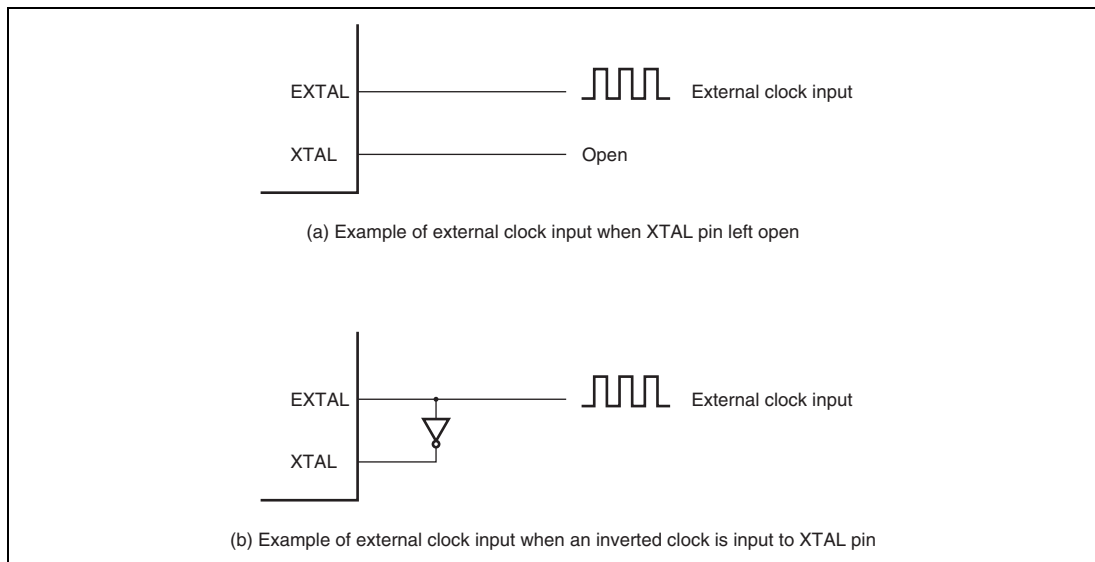 EXTAL External clock input
XTAL Open
(a) Example of external clock input when XTAL pin left open
EXTAL External clock input
XTAL
(b) Example of external clock input when an inverted clock is input to XTAL pin